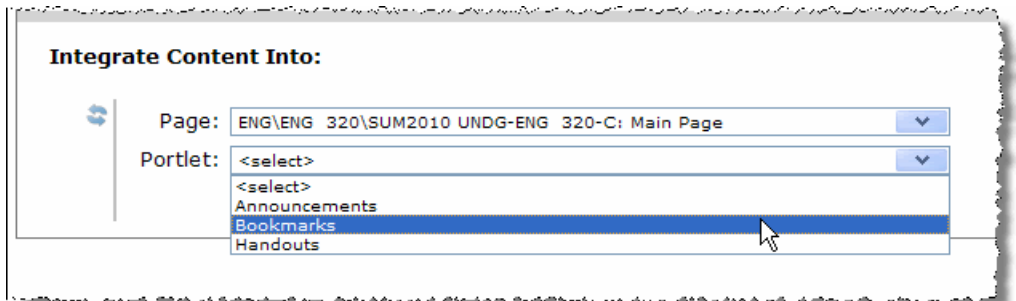 Integrate Content Into:
Page: ENG\ENG 320\SUM2010 UNDG-ENG 320-C: Main Page
Portlet: <select>
<select>
Announcements
Bookmarks
Handouts